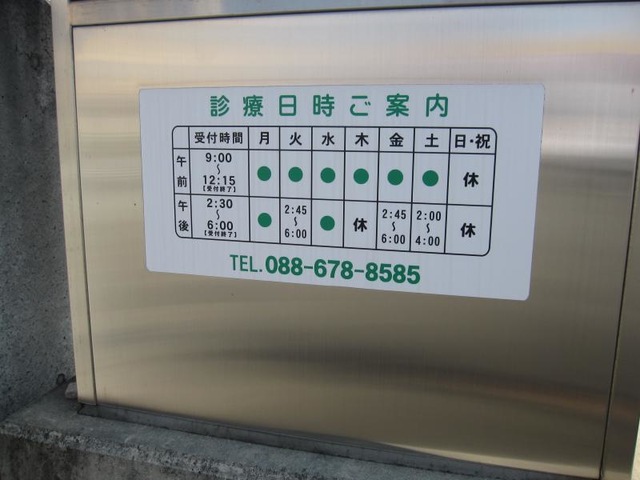 診療日時ご案内
受付時間 月 火 水 木 金 土 日・祝
午前 9:00〜12:15【受付終了】 ● ● ● ● ● ● 休
午後 2:30〜6:00【受付終了】 ● 2:45〜6:00 ● 休 2:45〜6:00 2:00〜4:00 休
TEL.088-678-8585